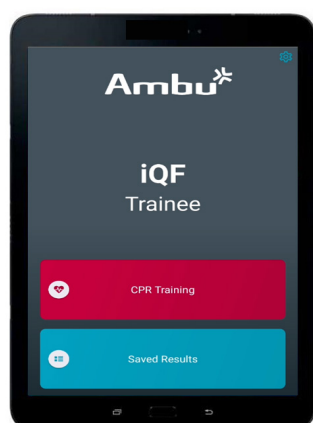 Ambu
iQF
Trainee
CPR Training
Saved Results